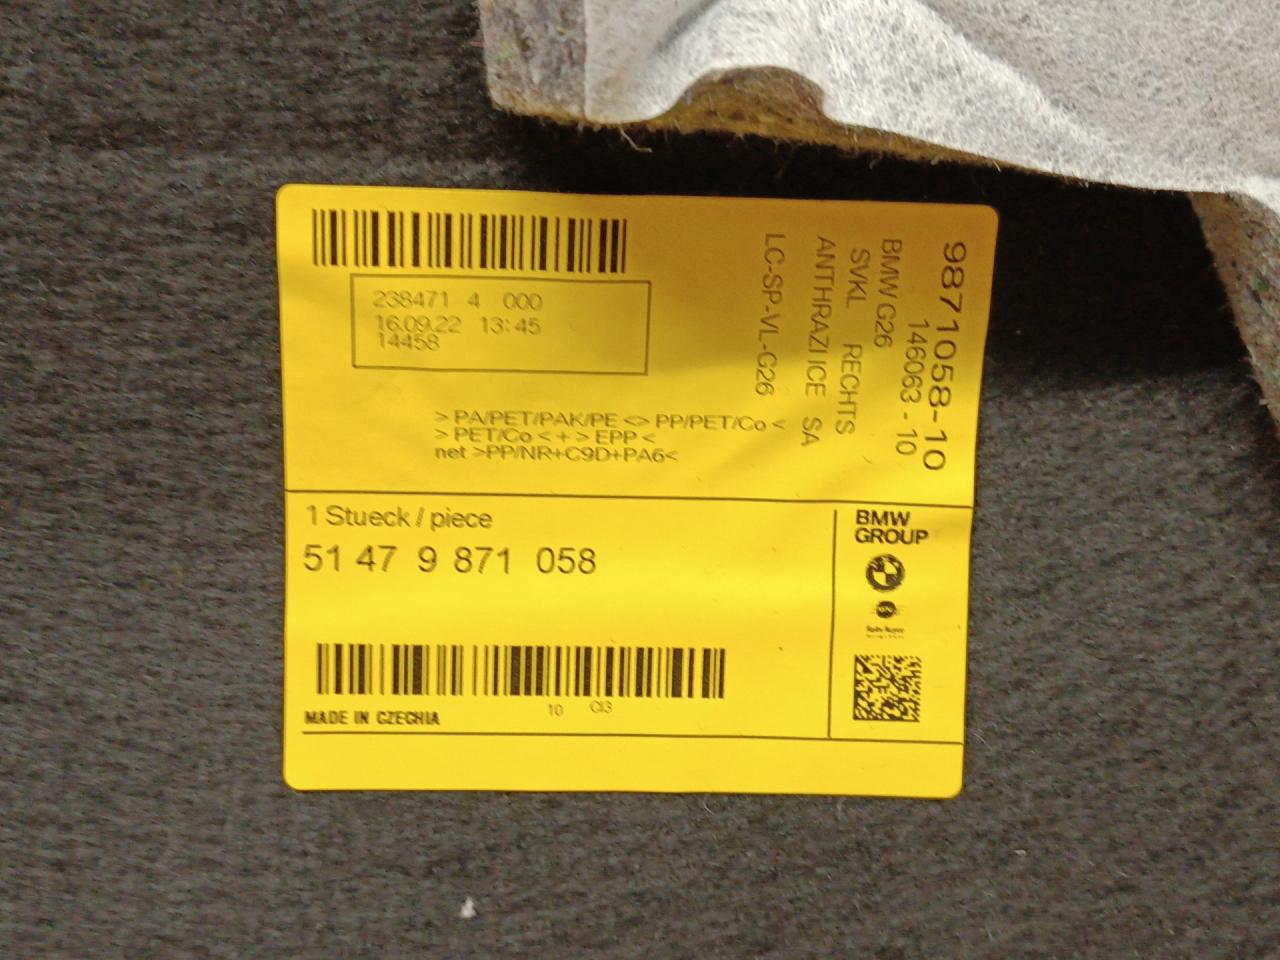 238471 4 000
16.09.22 13:45
14458
> PA/PET/PAK/PE <> PP/PET/Co <
> PET/Co < + > EPP <
net >PP/NR+C9D+PA6<
9871058-10
146063 - 10
BMW G26
SVKL RECHTS
ANTHRAZI ICE SA
LC-SP-VL-G26
1 Stueck / piece
51 47 9 871 058
BMW
GROUP
10 CI3
MADE IN CZECHIA